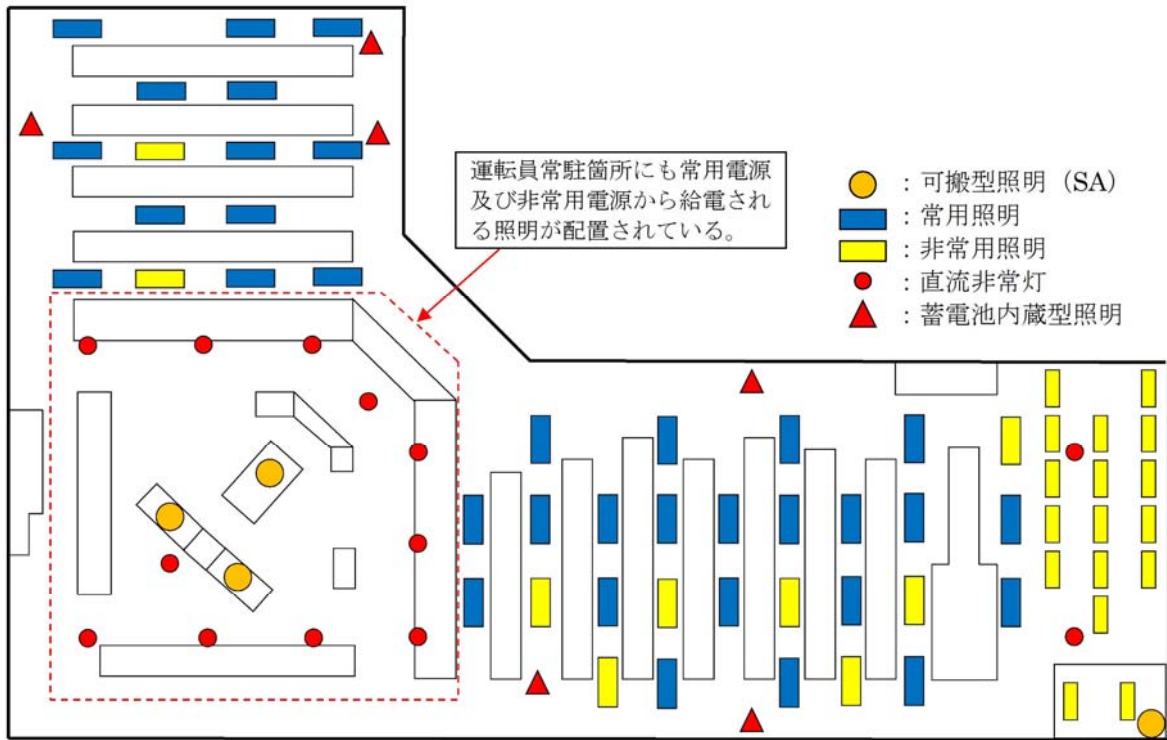 運転員常駐箇所にも常用電源
及び非常用電源から給電され
る照明が配置されている。
：可搬型照明（SA）
：常用照明
：非常用照明
：直流非常灯
：蓄電池内蔵型照明